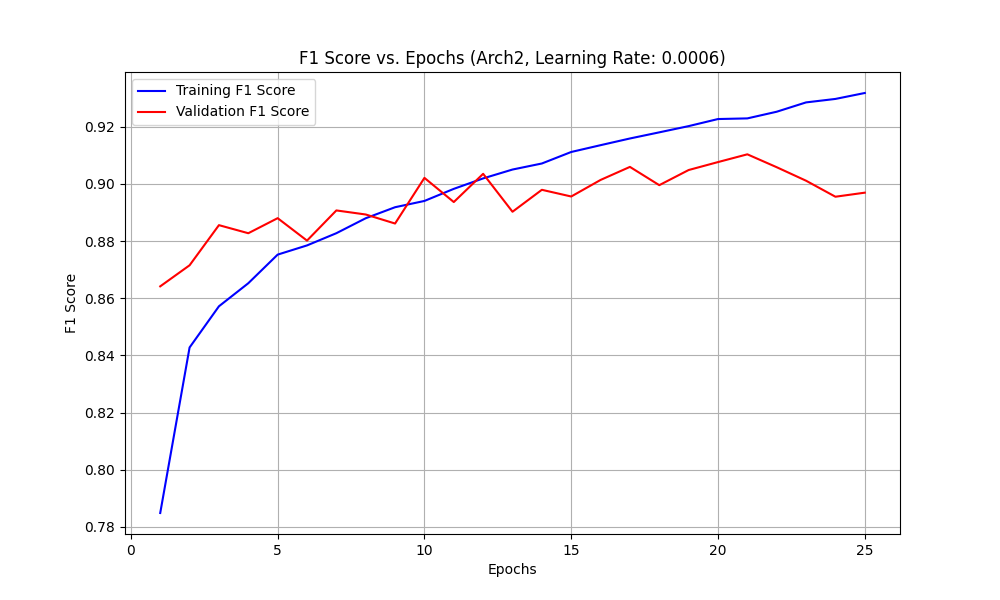 F1 Score vs. Epochs (Arch2, Learning Rate: 0.0006)
Training F1 Score
Validation F1 Score
F1 Score
0.92
0.90
0.88
0.86
0.84
0.82
0.80
0.78
0
5
10
15
20
25
Epochs